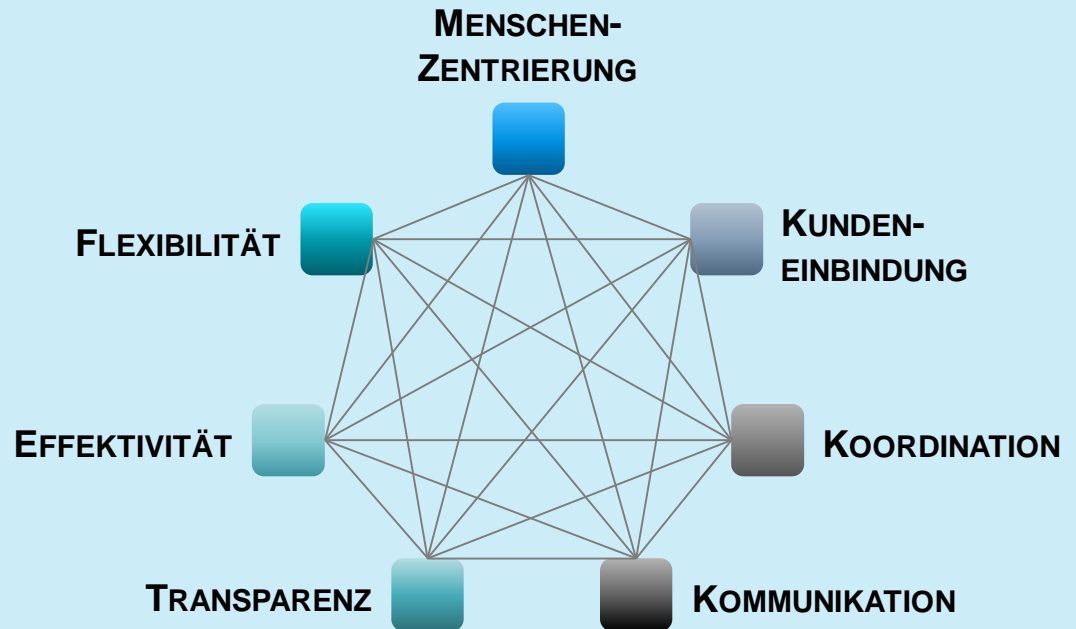 MENSCHEN-
ZENTRIERUNG
FLEXIBILITÄT
KUNDEN-
EINBINDUNG
EFFEKTIVITÄT
KOORDINATION
TRANSPARENZ
KOMMUNIKATION